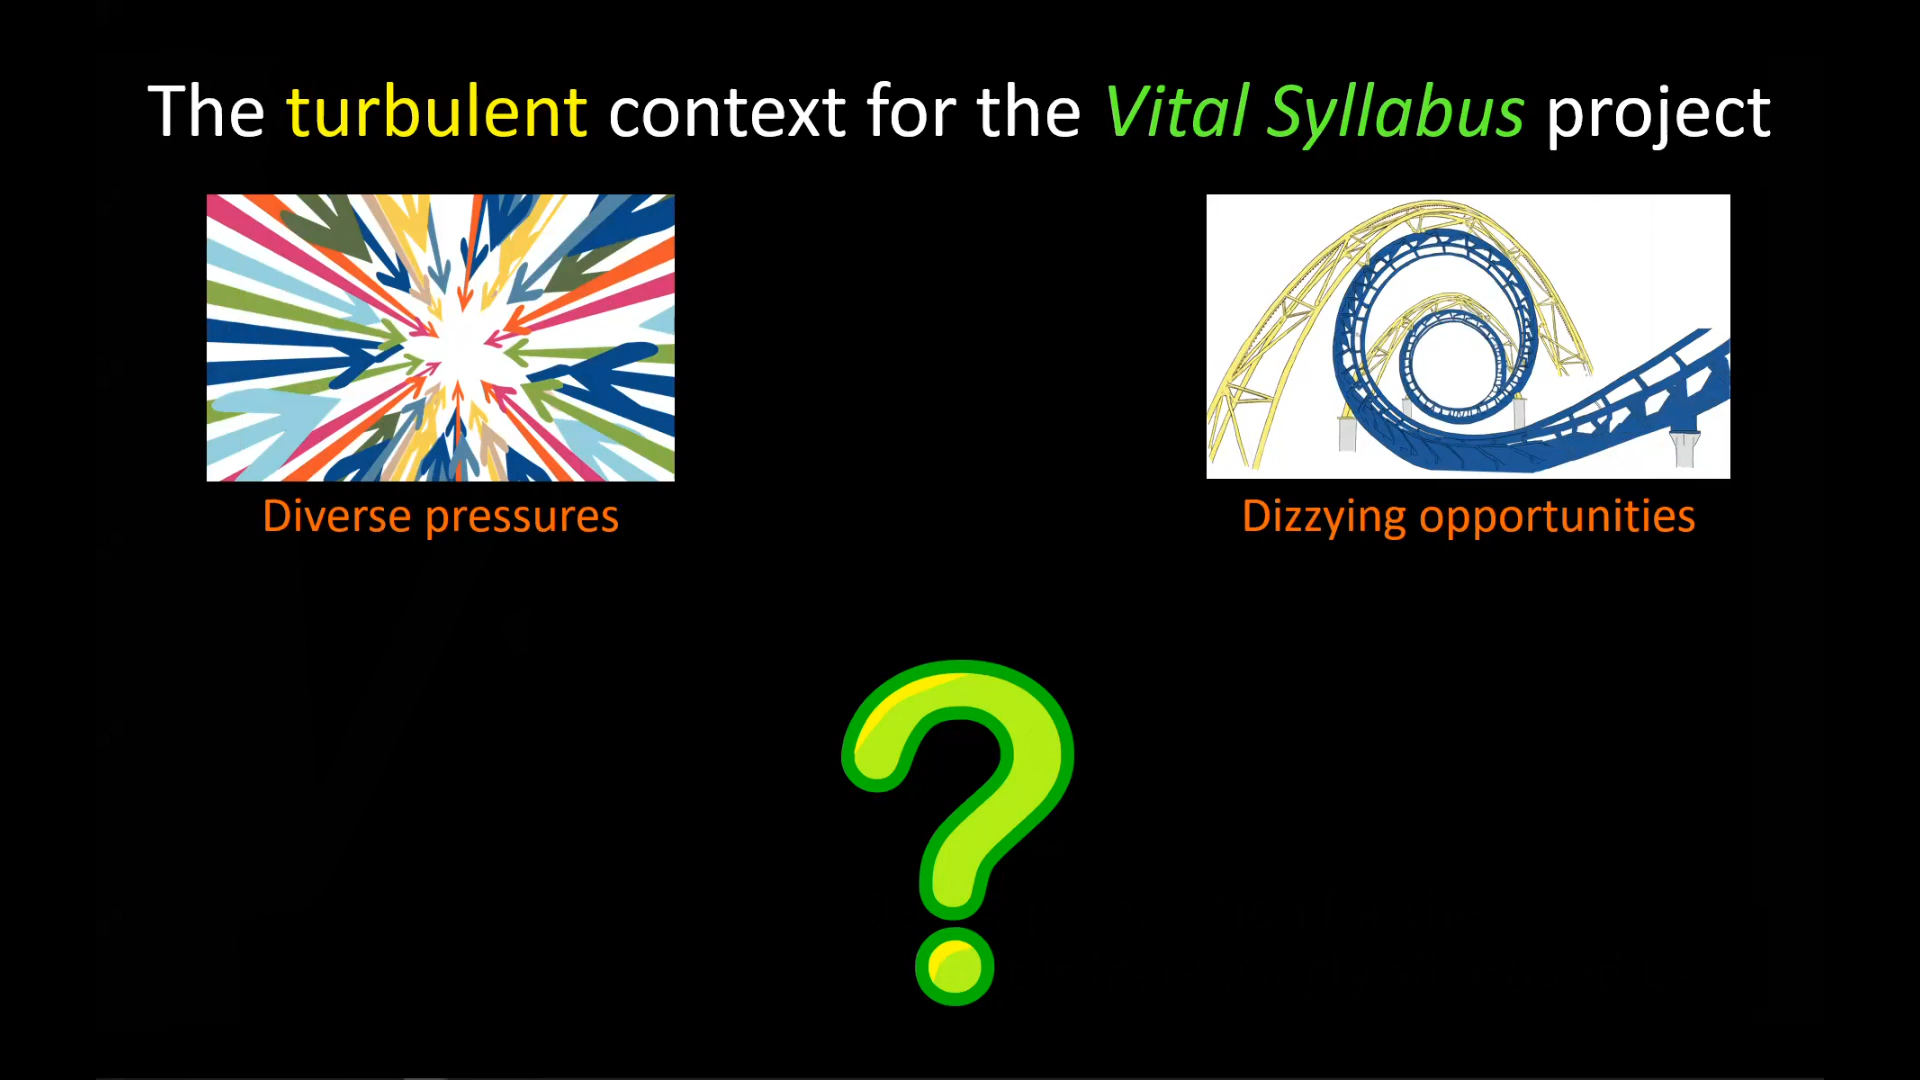 The turbulent context for the Vital Syllabus project
Diverse pressures
Dizzying opportunities
?